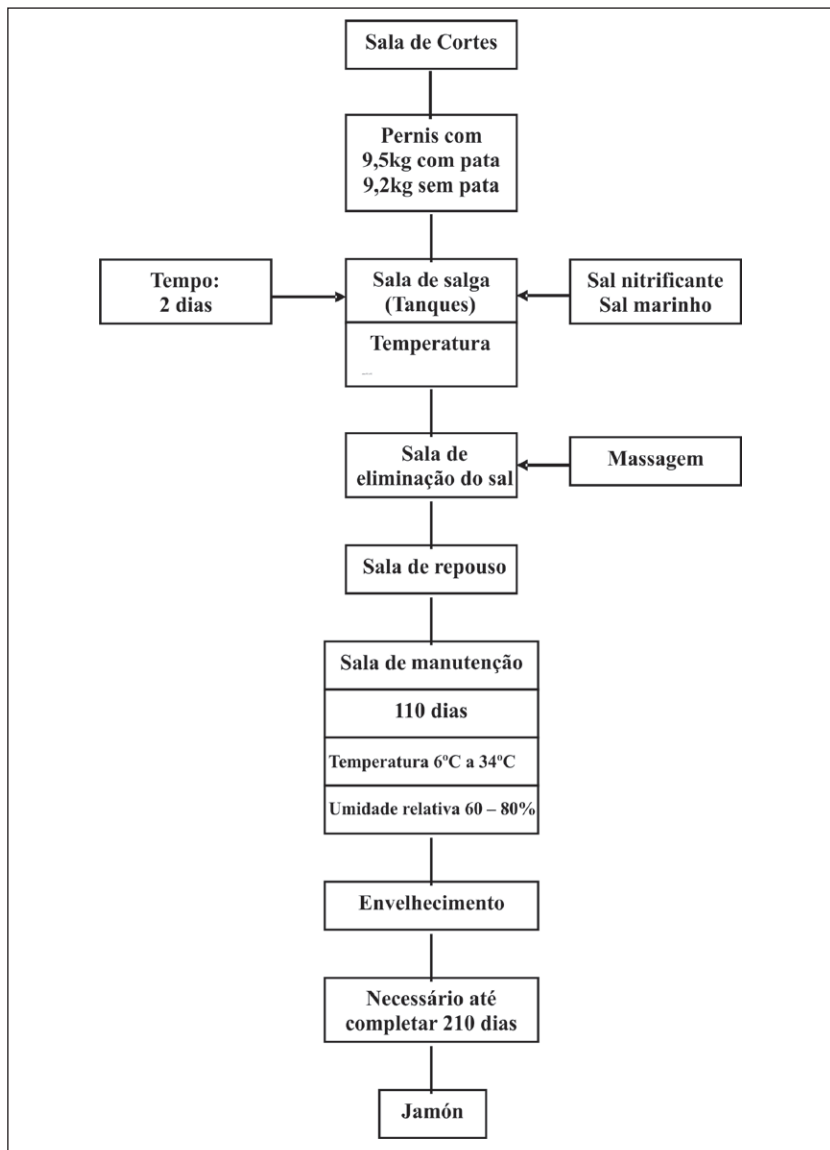 Sala de Cortes
Pernis com
9,5kg com pata
9,2kg sem pata
Tempo:
2 dias
Sala de salga
(Tanques)
Sal nitrificante
Sal marinho
Temperatura
Sala de
eliminação do sal
Massagem
Sala de repouso
Sala de manutenção
110 dias
Temperatura 6ºC a 34ºC
Umidade relativa 60 – 80%
Envelhecimento
Necessário até
completar 210 dias
Jamón